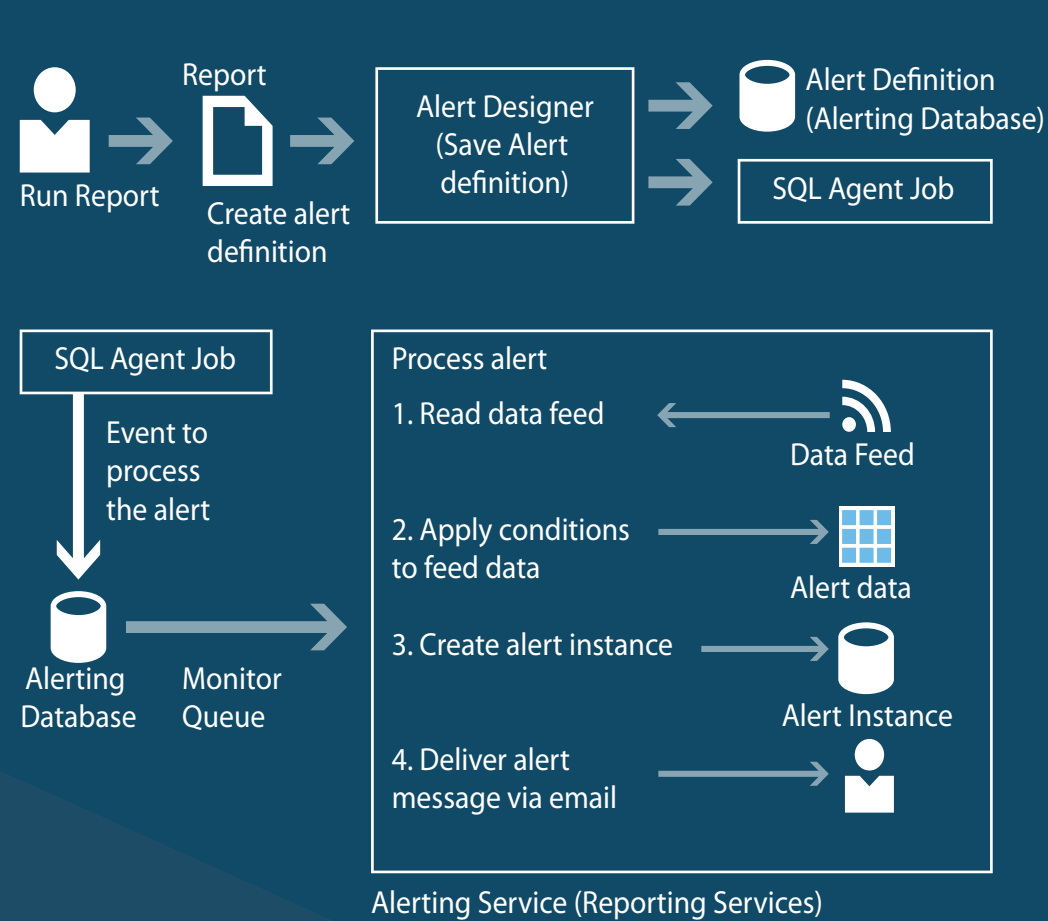 Run Report
Report
Create alert
definition
Alert Designer
(Save Alert
definition)
Alert Definition
(Alerting Database)
SQL Agent Job
SQL Agent Job
Event to
process
the alert
Alerting
Database
Monitor
Queue
Process alert
1. Read data feed
Data Feed
2. Apply conditions
to feed data
Alert data
3. Create alert instance
Alert Instance
4. Deliver alert
message via email
Alerting Service (Reporting Services)